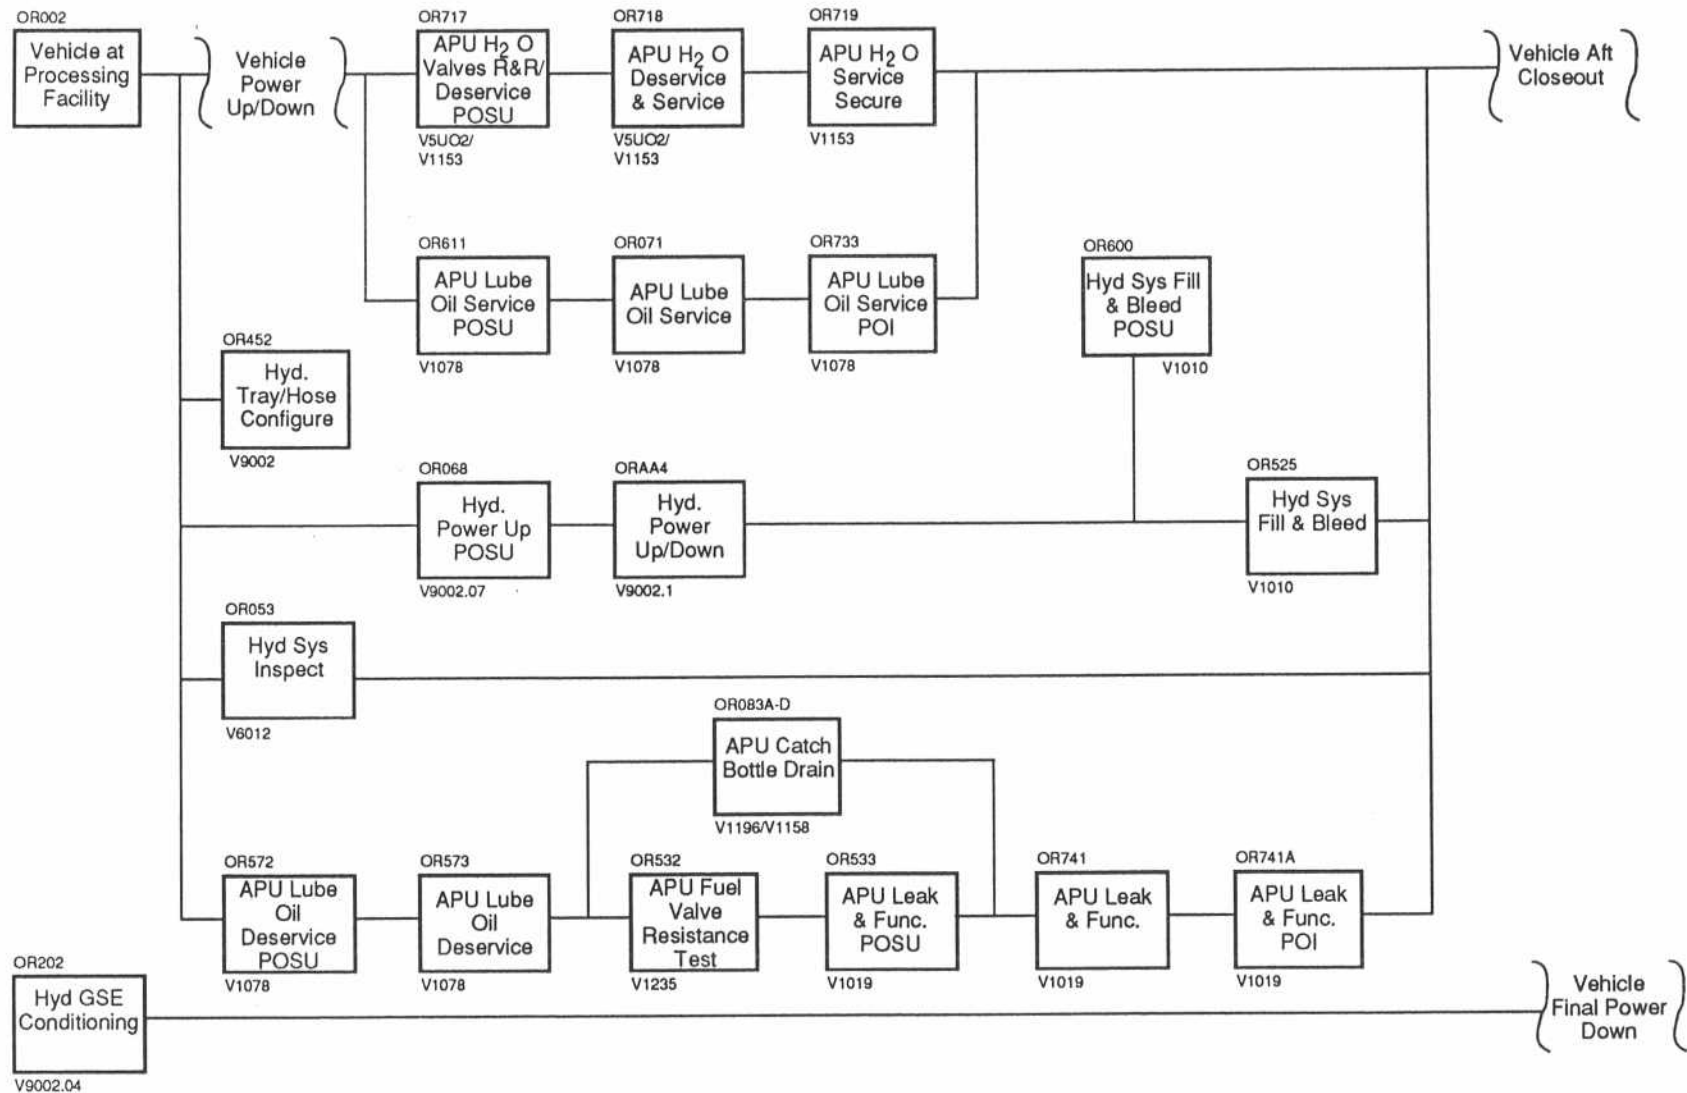 OR002
Vehicle at
Processing
Facility
Vehicle
Power
Up/Down
OR717
APU H2 O
Valves R&R/
Deservice
POSU
V5UO2/
V1153
OR718
APU H2 O
Deservice
& Service
V5UO2/
V1153
OR719
APU H2 O
Service
Secure
V1153
Vehicle Aft
Closeout
OR611
APU Lube
Oil Service
POSU
V1078
OR071
APU Lube
Oil Service
V1078
OR733
APU Lube
Oil Service
POI
V1078
OR600
Hyd Sys Fill
& Bleed
POSU
V1010
OR452
Hyd.
Tray/Hose
Configure
V9002
OR068
Hyd.
Power Up
POSU
V9002.07
ORAA4
Hyd.
Power
Up/Down
V9002.1
OR525
Hyd Sys
Fill & Bleed
V1010
OR053
Hyd Sys
Inspect
V6012
OR083A-D
APU Catch
Bottle Drain
V1196/V1158
OR572
APU Lube
Oil
Deservice
POSU
V1078
OR573
APU Lube
Oil
Deservice
V1078
OR532
APU Fuel
Valve
Resistance
Test
V1235
OR533
APU Leak
& Func.
POSU
V1019
OR741
APU Leak
& Func.
V1019
OR741A
APU Leak
& Func.
POI
V1019
OR202
Hyd GSE
Conditioning
V9002.04
Vehicle
Final Power
Down